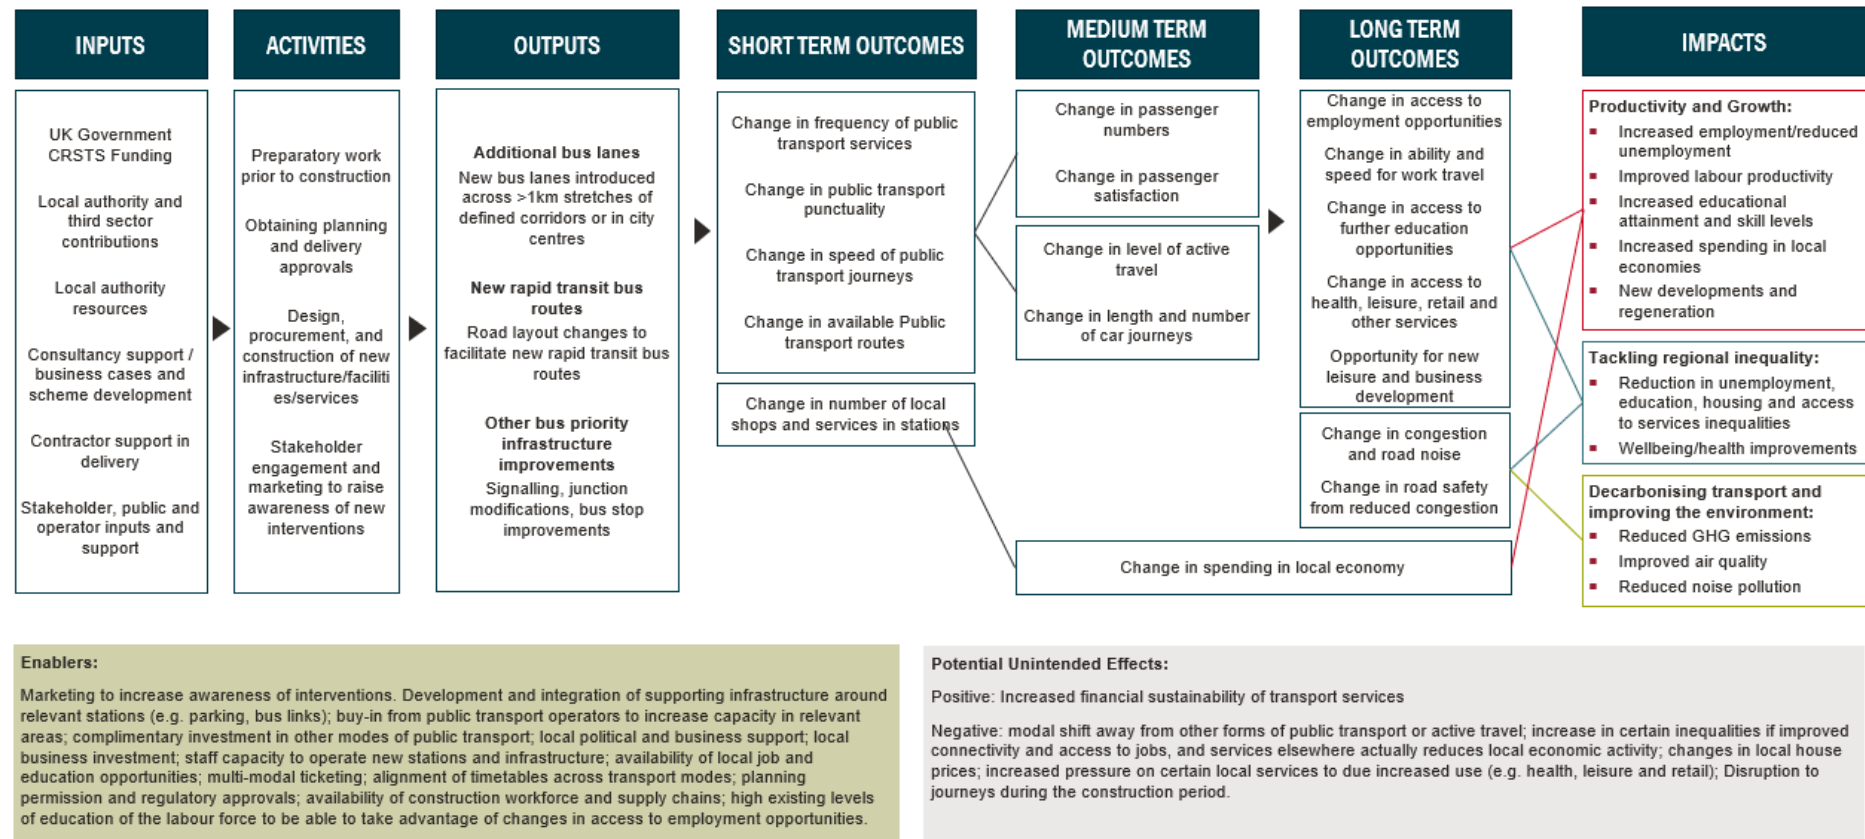 INPUTS
ACTIVITIES
OUTPUTS
SHORT TERM OUTCOMES
MEDIUM TERM
OUTCOMES
LONG TERM
OUTCOMES
IMPACTS
UK Government
CRSTS Funding
Local authority and
third sector
contributions
Local authority
resources
Consultancy support /
business cases and
scheme development
Contractor support in
delivery
Stakeholder, public and
operator inputs and
support
Preparatory work
prior to construction
Obtaining planning
and delivery
approvals
Design,
procurement, and
construction of new
infrastructure/faciliti
es/services
Stakeholder
engagement and
marketing to raise
awareness of new
interventions
Additional bus lanes
New bus lanes introduced
across >1km stretches of
defined corridors or in city
centres
New rapid transit bus
routes
Road layout changes to
facilitate new rapid transit bus
routes
Other bus priority
infrastructure
improvements
Signalling, junction
modifications, bus stop
improvements
Change in frequency of public
transport services
Change in public transport
punctuality
Change in speed of public
transport journeys
Change in available Public
transport routes
Change in number of local
shops and services in stations
Change in passenger
numbers
Change in passenger
satisfaction
Change in level of active
travel
Change in length and number
of car journeys
Change in access to
employment opportunities
Change in ability and
speed for work travel
Change in access to
further education
opportunities
Change in access to
health, leisure, retail and
other services
Opportunity for new
leisure and business
development
Change in congestion
and road noise
Change in road safety
from reduced congestion
Change in spending in local economy
Productivity and Growth:
▪ Increased employment/reduced
unemployment
▪ Improved labour productivity
▪ Increased educational
attainment and skill levels
▪ Increased spending in local
economies
▪ New developments and
regeneration
Tackling regional inequality:
▪ Reduction in unemployment,
education, housing and access
to services inequalities
▪ Wellbeing/health improvements
Decarbonising transport and
improving the environment:
▪ Reduced GHG emissions
▪ Improved air quality
▪ Reduced noise pollution
Enablers:
Marketing to increase awareness of interventions. Development and integration of supporting infrastructure around
relevant stations (e.g. parking, bus links); buy-in from public transport operators to increase capacity in relevant
areas; complimentary investment in other modes of public transport; local political and business support; local
business investment; staff capacity to operate new stations and infrastructure; availability of local job and
education opportunities; multi-modal ticketing; alignment of timetables across transport modes; planning
permission and regulatory approvals; availability of construction workforce and supply chains; high existing levels
of education of the labour force to be able to take advantage of changes in access to employment opportunities.
Potential Unintended Effects:
Positive: Increased financial sustainability of transport services
Negative: modal shift away from other forms of public transport or active travel; increase in certain inequalities if improved
connectivity and access to jobs, and services elsewhere actually reduces local economic activity; changes in local house
prices; increased pressure on certain local services to due increased use (e.g. health, leisure and retail); Disruption to
journeys during the construction period.